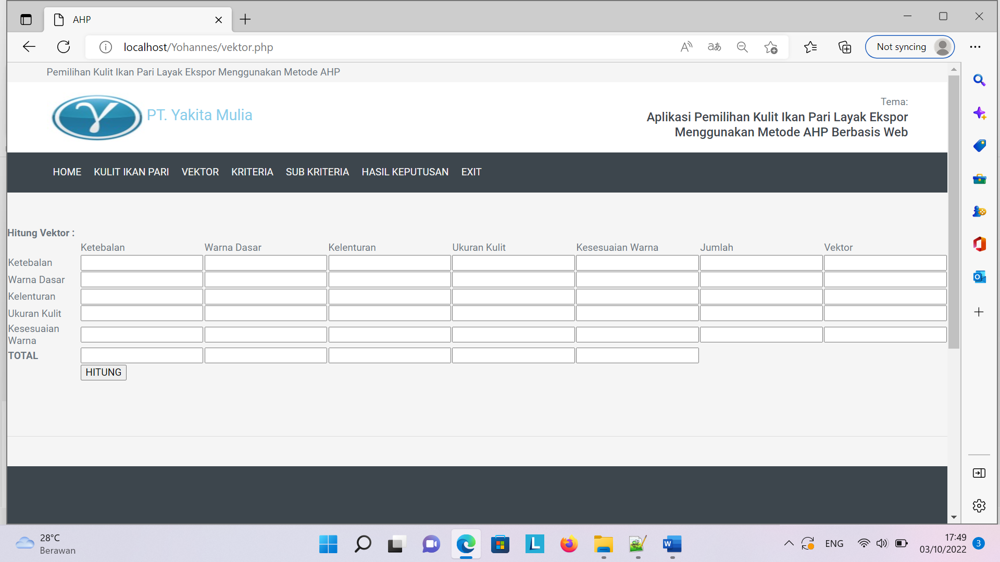 AHP
localhost/Yohannes/vektor.php
Not syncing
Pemilihan Kulit Ikan Pari Layak Ekspor Menggunakan Metode AHP
PT. Yakita Mulia
Tema:
Aplikasi Pemilihan Kulit Ikan Pari Layak Ekspor
Menggunakan Metode AHP Berbasis Web
HOME KULIT IKAN PARI VEKTOR KRITERIA SUB KRITERIA HASIL KEPUTUSAN EXIT
Hitung Vektor :
Ketebalan Warna Dasar Kelenturan Ukuran Kulit Kesesuaian Warna Jumlah Vektor
Ketebalan
Warna Dasar
Kelenturan
Ukuran Kulit
Kesesuaian
Warna
TOTAL
HITUNG
28°C
Berawan
ENG
17:49
03/10/2022
3